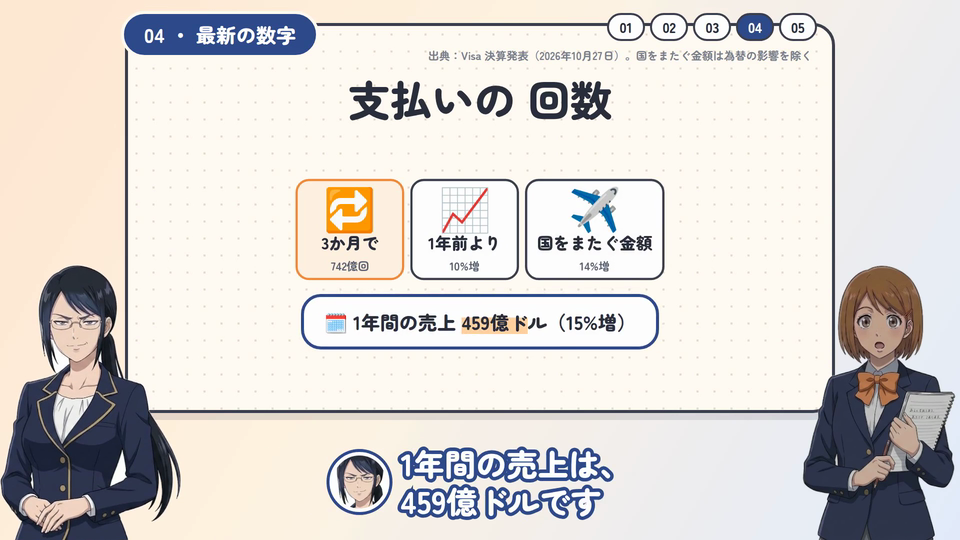 04 ・ 最新の数字
01 02 03 04 05
出典：Visa 決算発表（2026年10月27日）。国をまたぐ金額は為替の影響を除く
支払いの 回数
3か月で
742億回
1年前より
10%増
国をまたぐ金額
14%増
1年間の売上 459億ドル（15%増）
1年間の売上は、
459億ドルです